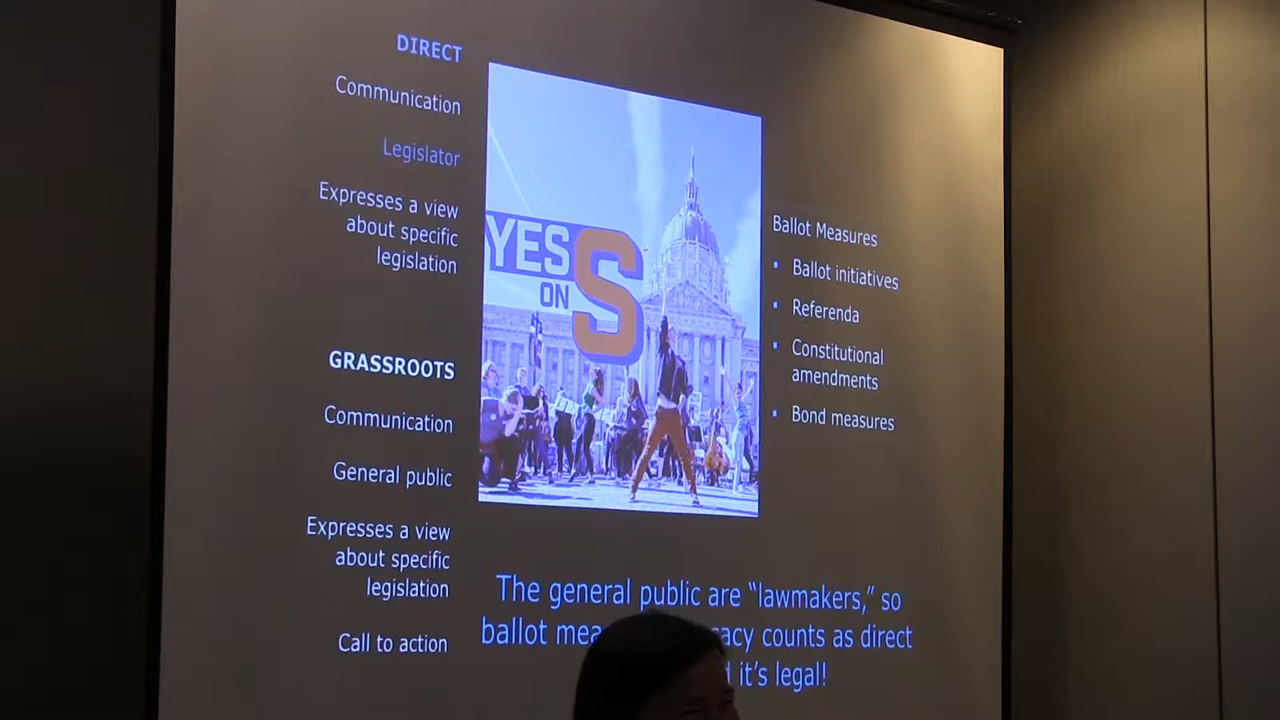 DIRECT
Communication
Legislator
Expresses a view
about specific
legislation
GRASSROOTS
Communication
General public
Expresses a view
about specific
legislation
Call to action
YES
ON
S
Ballot Measures
▪ Ballot initiatives
▪ Referenda
▪ Constitutional
amendments
▪ Bond measures
The general public are “lawmakers,” so
ballot counts as direct
it’s legal!